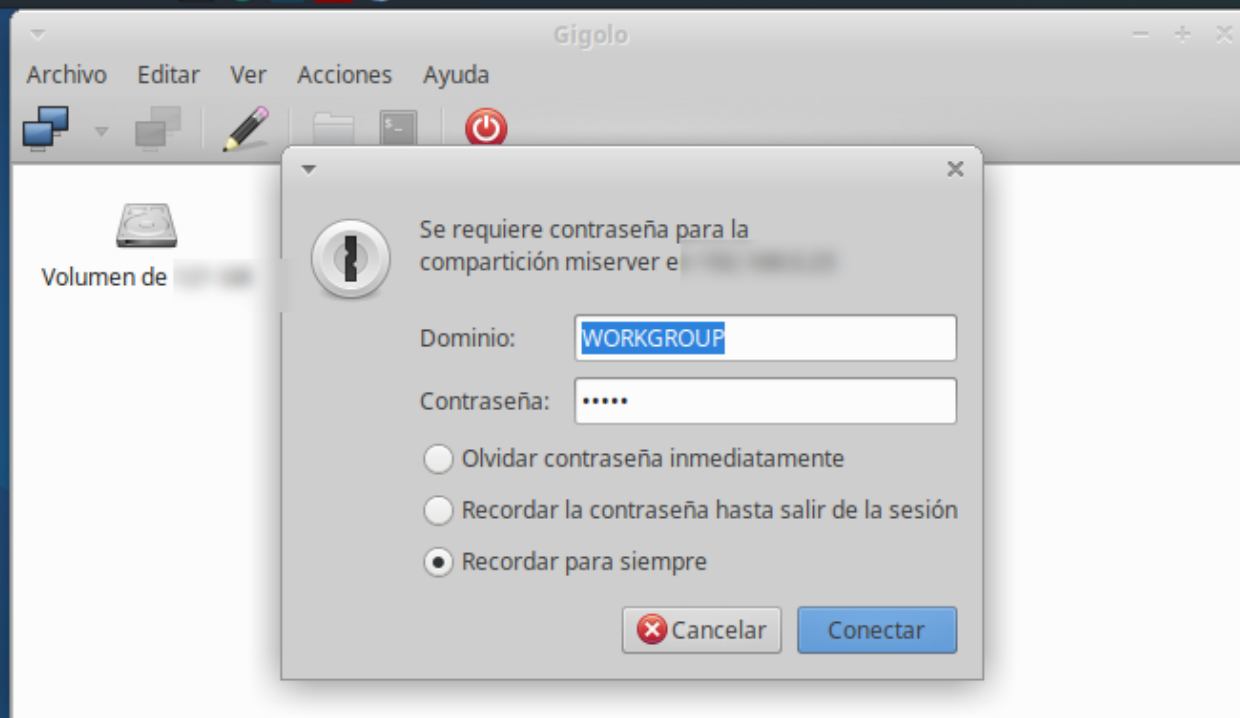 Gigolo
Archivo Editar Ver Acciones Ayuda
Volumen de
Se requiere contraseña para la
compartición miserver e
Dominio: WORKGROUP
Contraseña: •••••
Olvidar contraseña inmediatamente
Recordar la contraseña hasta salir de la sesión
Recordar para siempre
Cancelar Conectar